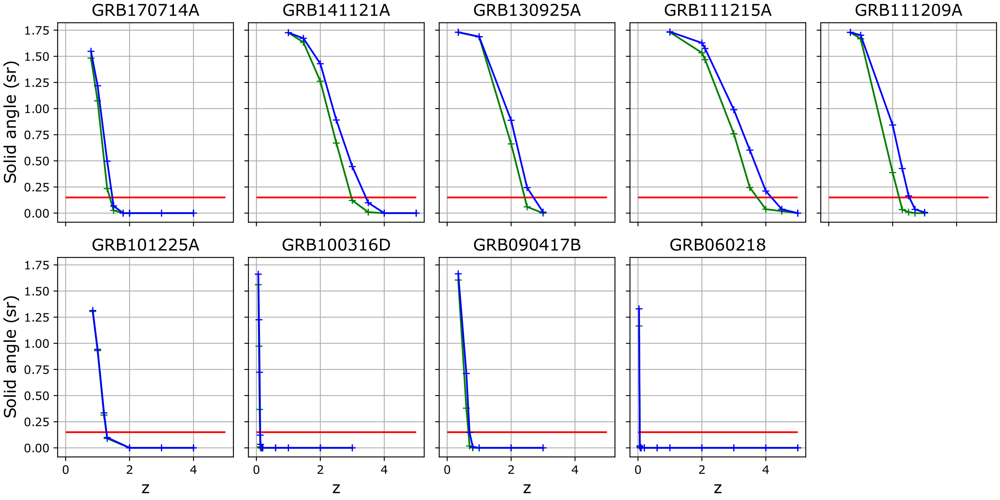 GRB170714A GRB141121A GRB130925A GRB111215A GRB111209A
Solid angle (sr)
1.75
1.50
1.25
1.00
0.75
0.50
0.25
0.00
GRB101225A GRB100316D GRB090417B GRB060218
Solid angle (sr)
1.75
1.50
1.25
1.00
0.75
0.50
0.25
0.00
0 2 4 0 2 4 0 2 4 0 2 4
z z z z